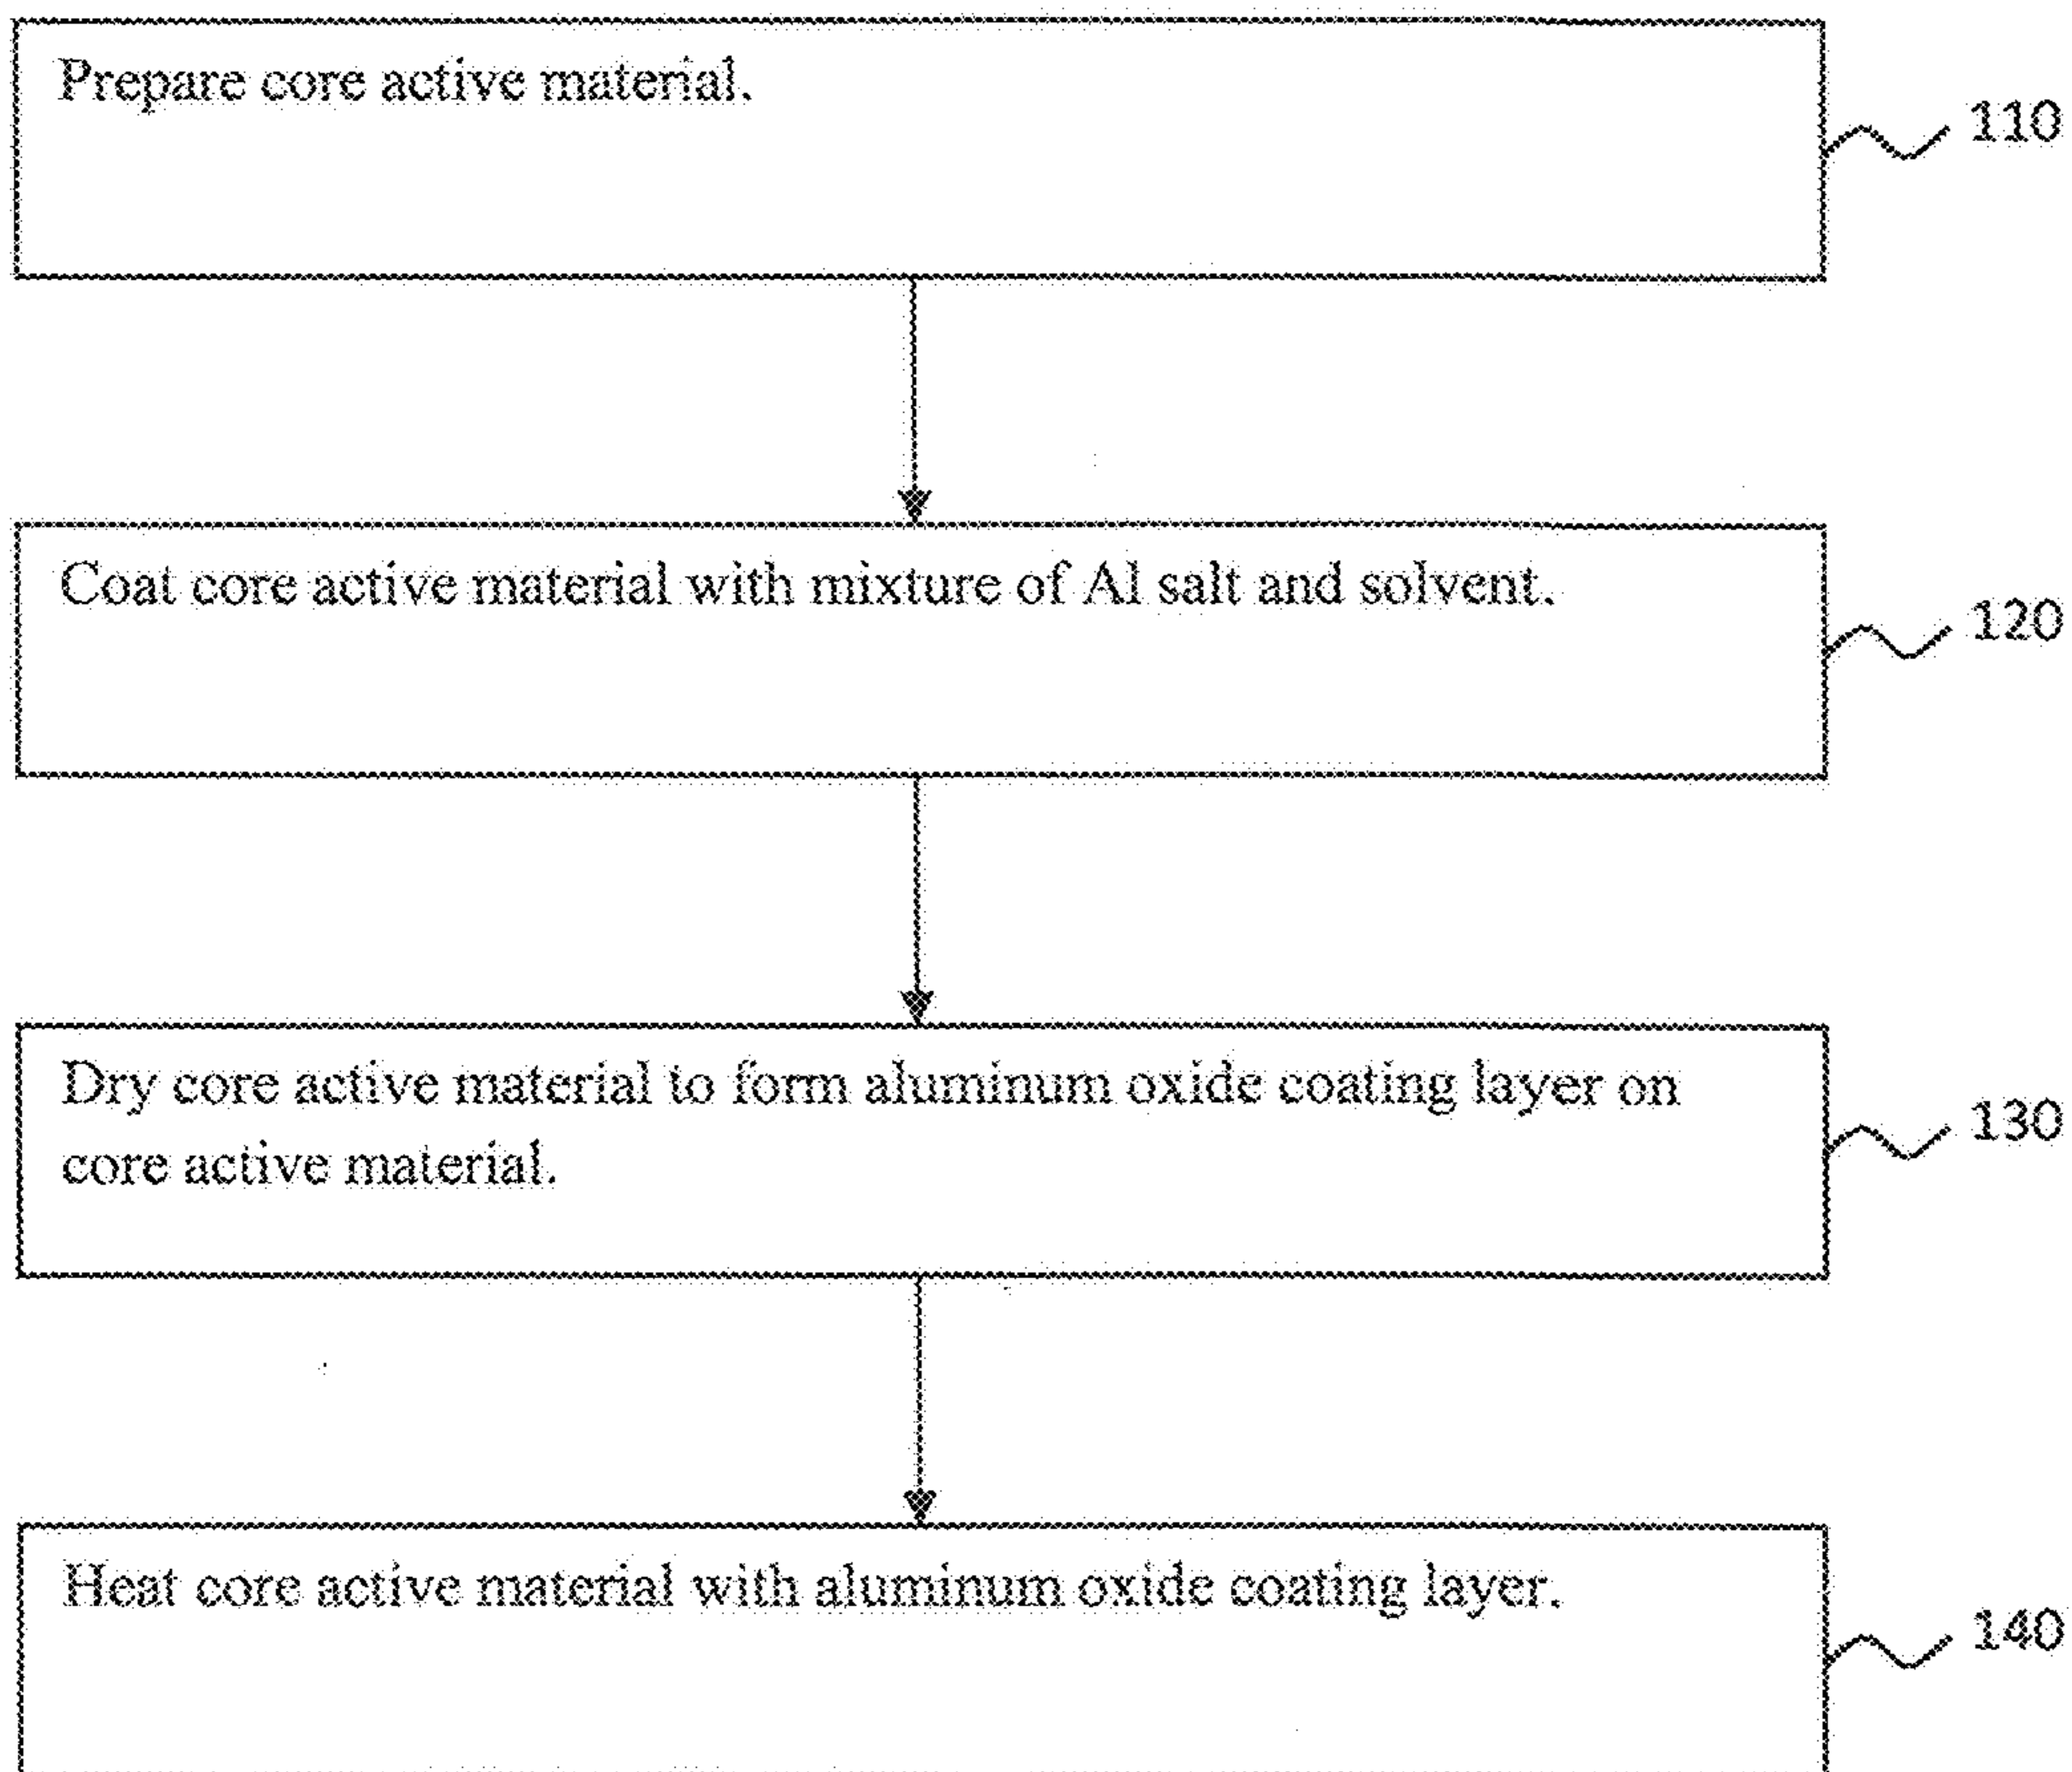 Prepare core active material.
110
Coat core active material with mixture of Al salt and solvent.
120
Dry core active material to form aluminum oxide coating layer on
core active material.
130
Heat core active material with aluminum oxide coating layer.
140